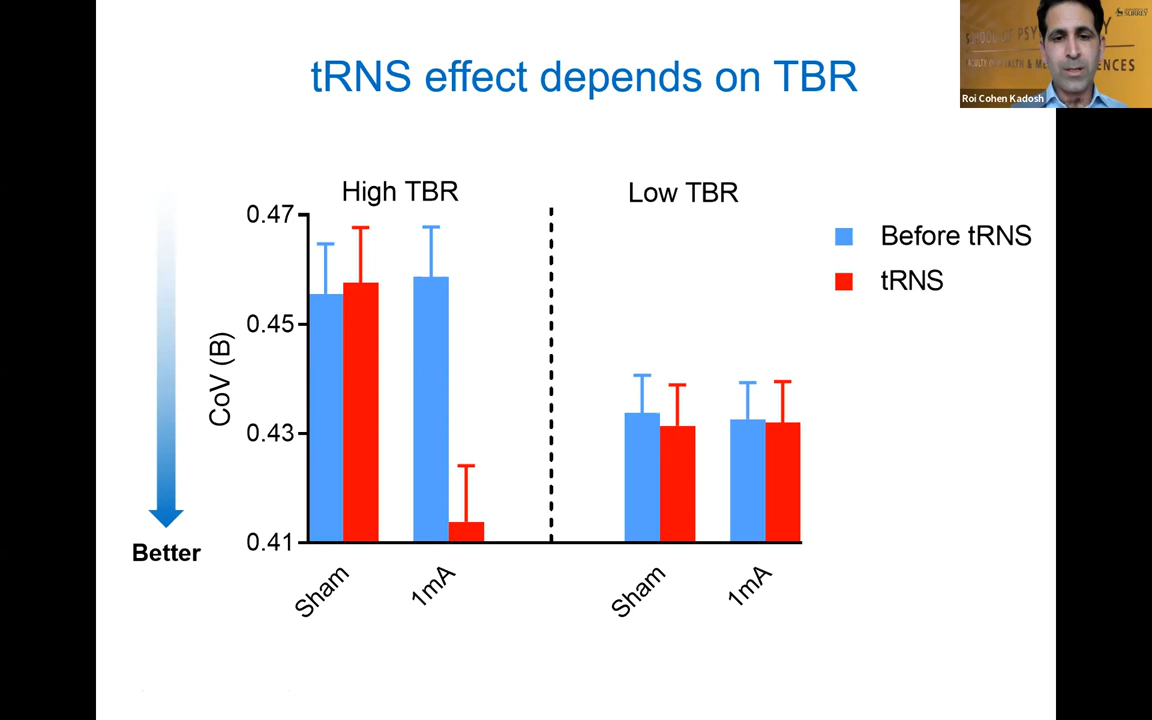 tRNS effect depends on TBR
Roi Cohen Kadosh
High TBR
Low TBR
Before tRNS
tRNS
0.47
0.45
0.43
0.41
CoV (B)
Better
Sham
1mA
Sham
1mA